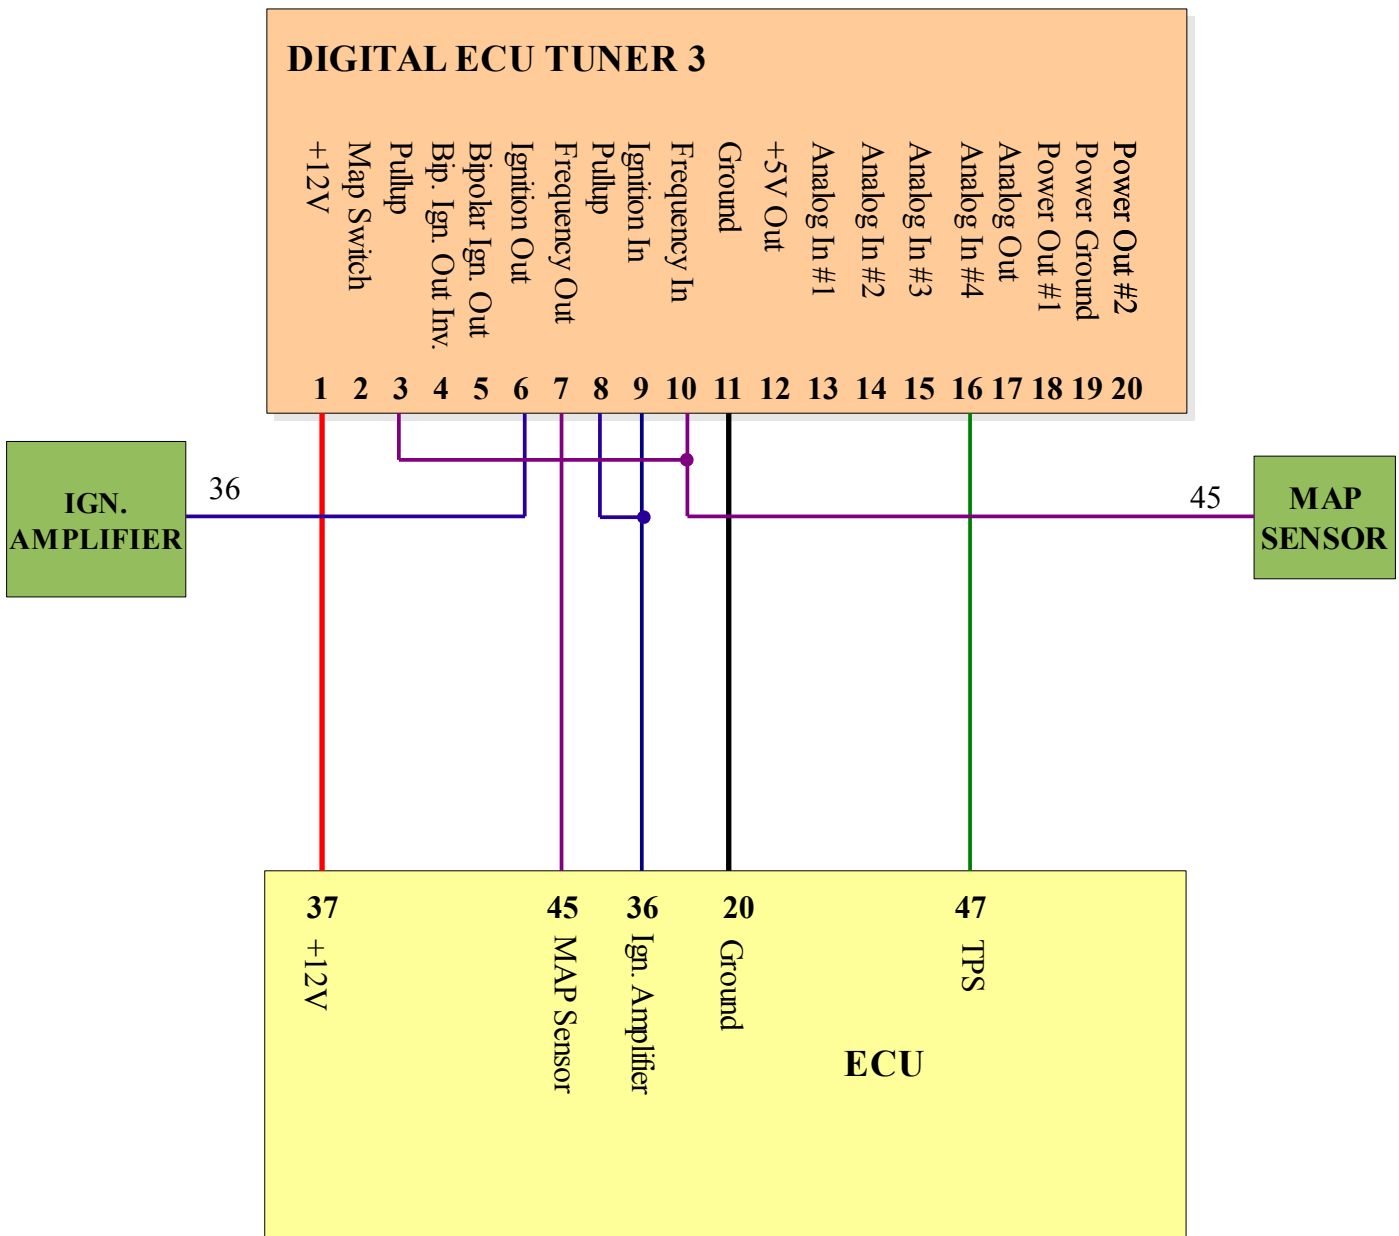 DIGITAL ECU TUNER 3
+12V
Map Switch
Pullup
Bip. Ign. Out Inv.
Bipolar Ign. Out
Ignition Out
Frequency Out
Pullup
Ignition In
Frequency In
Ground
+5V Out
Analog In #1
Analog In #2
Analog In #3
Analog In #4
Analog Out
Power Out #1
Power Ground
Power Out #2
1 2 3 4 5 6 7 8 9 10 11 12 13 14 15 16 17 18 19 20
IGN.
AMPLIFIER
36
45
MAP
SENSOR
37 45 36 20 47
+12V
MAP Sensor
Ign. Amplifier
Ground
TPS
ECU